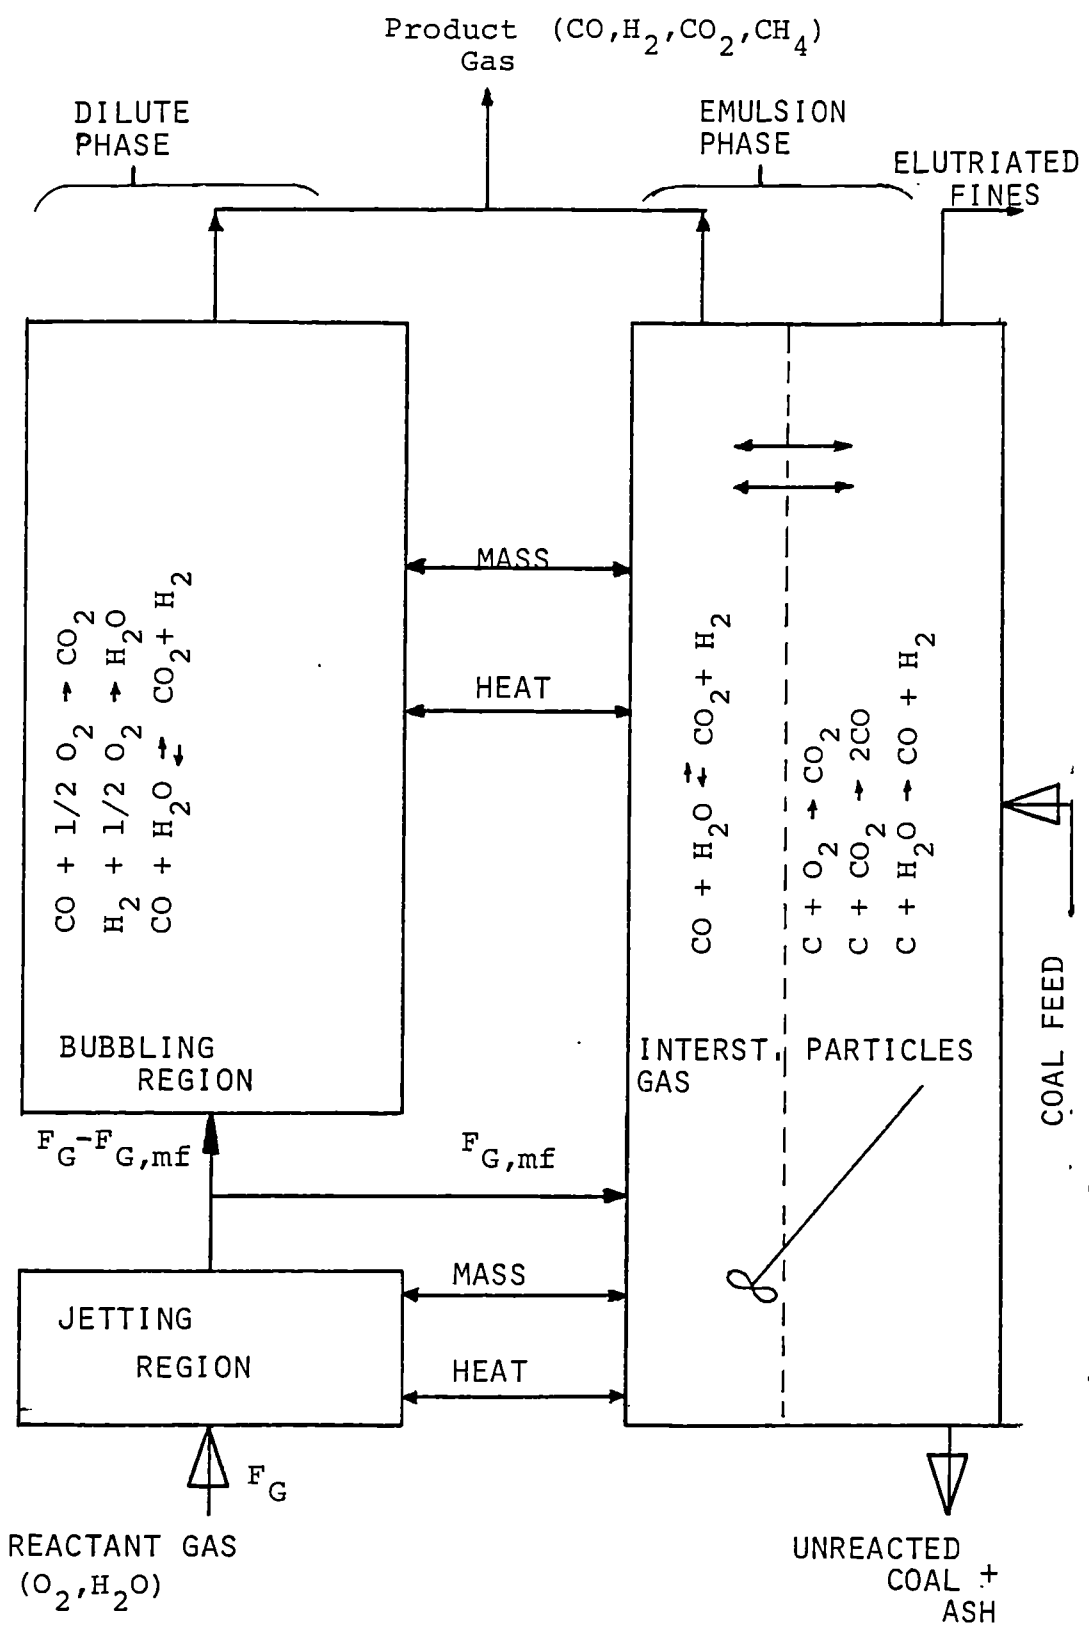 Product (CO,H2,CO2,CH4)
Gas
DILUTE
PHASE
EMULSION
PHASE
ELUTRIATED
FINES
MASS
HEAT
CO + 1/2 O2 → CO2
H2 + 1/2 O2 → H2O
CO + H2O ⇄ CO2 + H2
CO + H2O ⇄ CO2 + H2
C + O2 → CO2
C + CO2 → 2CO
C + H2O → CO + H2
COAL FEED
BUBBLING
REGION
INTERST.
GAS
PARTICLES
FG-FG,mf
FG,mf
MASS
HEAT
JETTING
REGION
FG
REACTANT GAS
(O2,H2O)
UNREACTED
COAL +
ASH